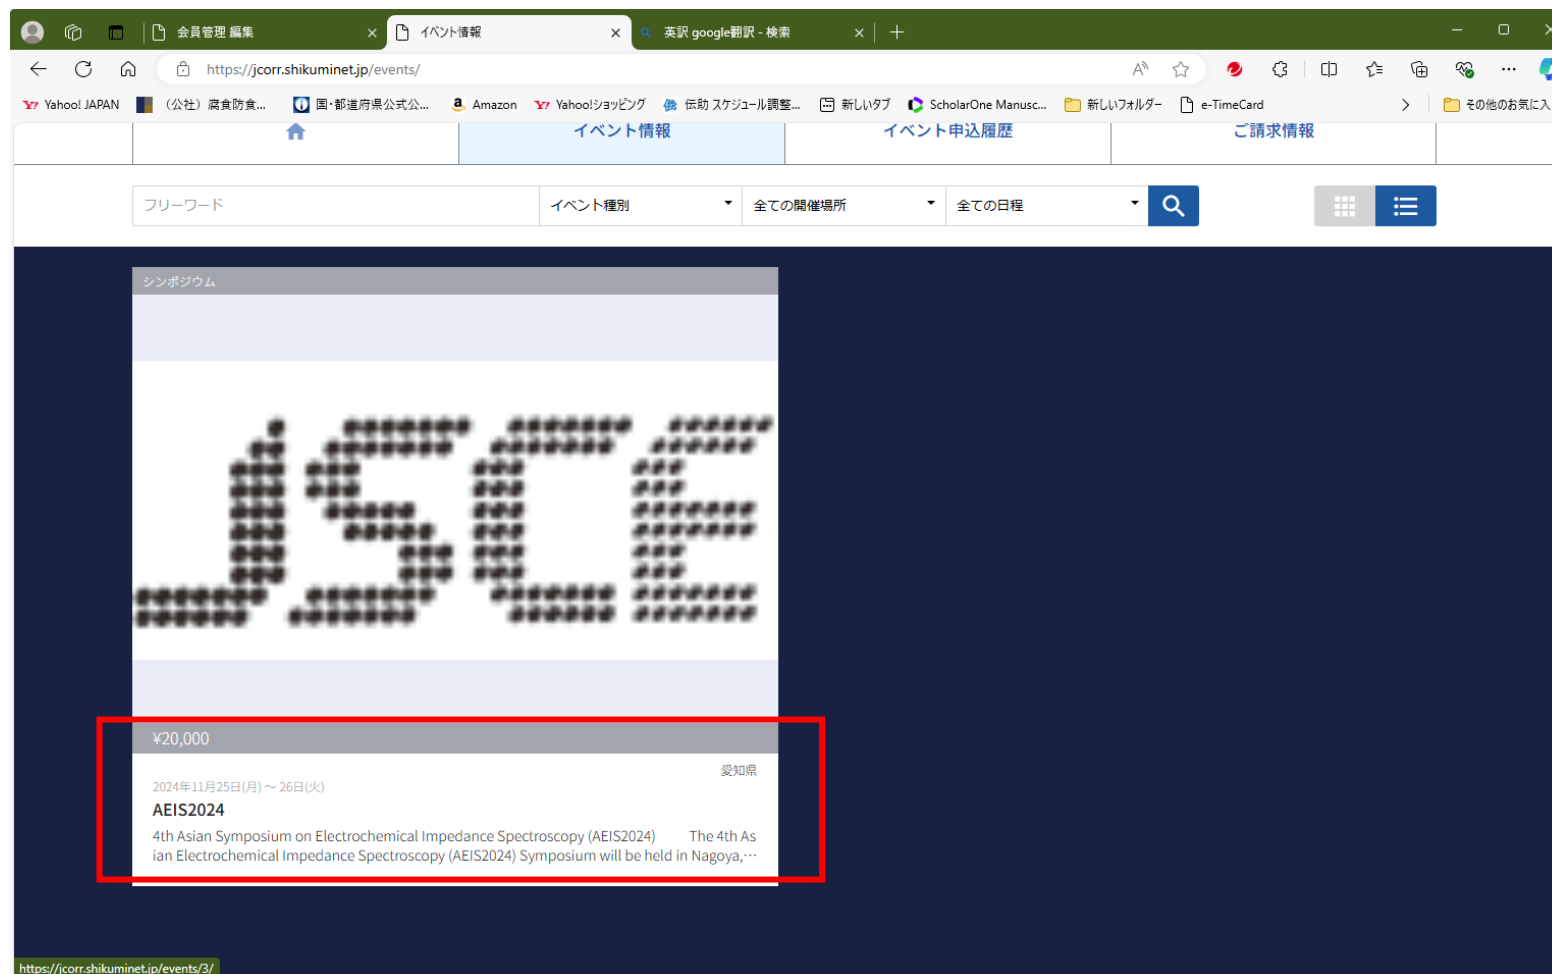 会員管理 編集
イベント情報
英訳 google翻訳 - 検索
https://jcorr.shikuminet.jp/events/
Yahoo! JAPAN
（公社）腐食防食...
国・都道府県公式公...
Amazon
Yahoo!ショッピング
伝助 スケジュール調整...
新しいタブ
ScholarOne Manusc...
新しいフォルダー
e-TimeCard
その他のお気に入
イベント情報
イベント申込履歴
ご請求情報
フリーワード
イベント種別
全ての開催場所
全ての日程
シンポジウム
JSCE
¥20,000
愛知県
2024年11月25日(月) ～ 26日(火)
AEIS2024
4th Asian Symposium on Electrochemical Impedance Spectroscopy (AEIS2024) The 4th As
ian Electrochemical Impedance Spectroscopy (AEIS2024) Symposium will be held in Nagoya,…
https://jcorr.shikuminet.jp/events/3/